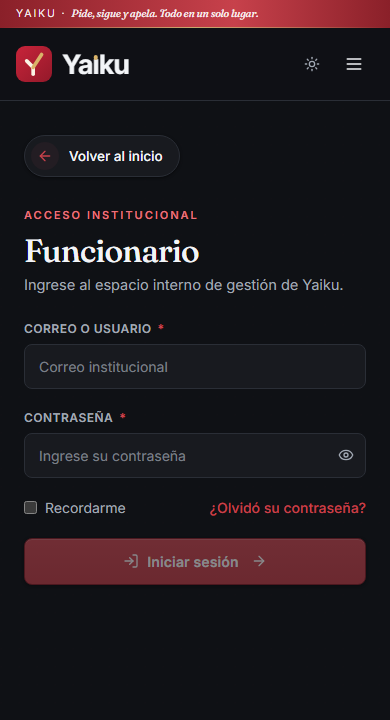 YAIKU · Pide, sigue y apela. Todo en un solo lugar.
Yaiku
Volver al inicio
ACCESO INSTITUCIONAL
Funcionario
Ingrese al espacio interno de gestión de Yaiku.
CORREO O USUARIO *
Correo institucional
CONTRASEÑA *
Ingrese su contraseña
Recordarme ¿Olvidó su contraseña?
Iniciar sesión